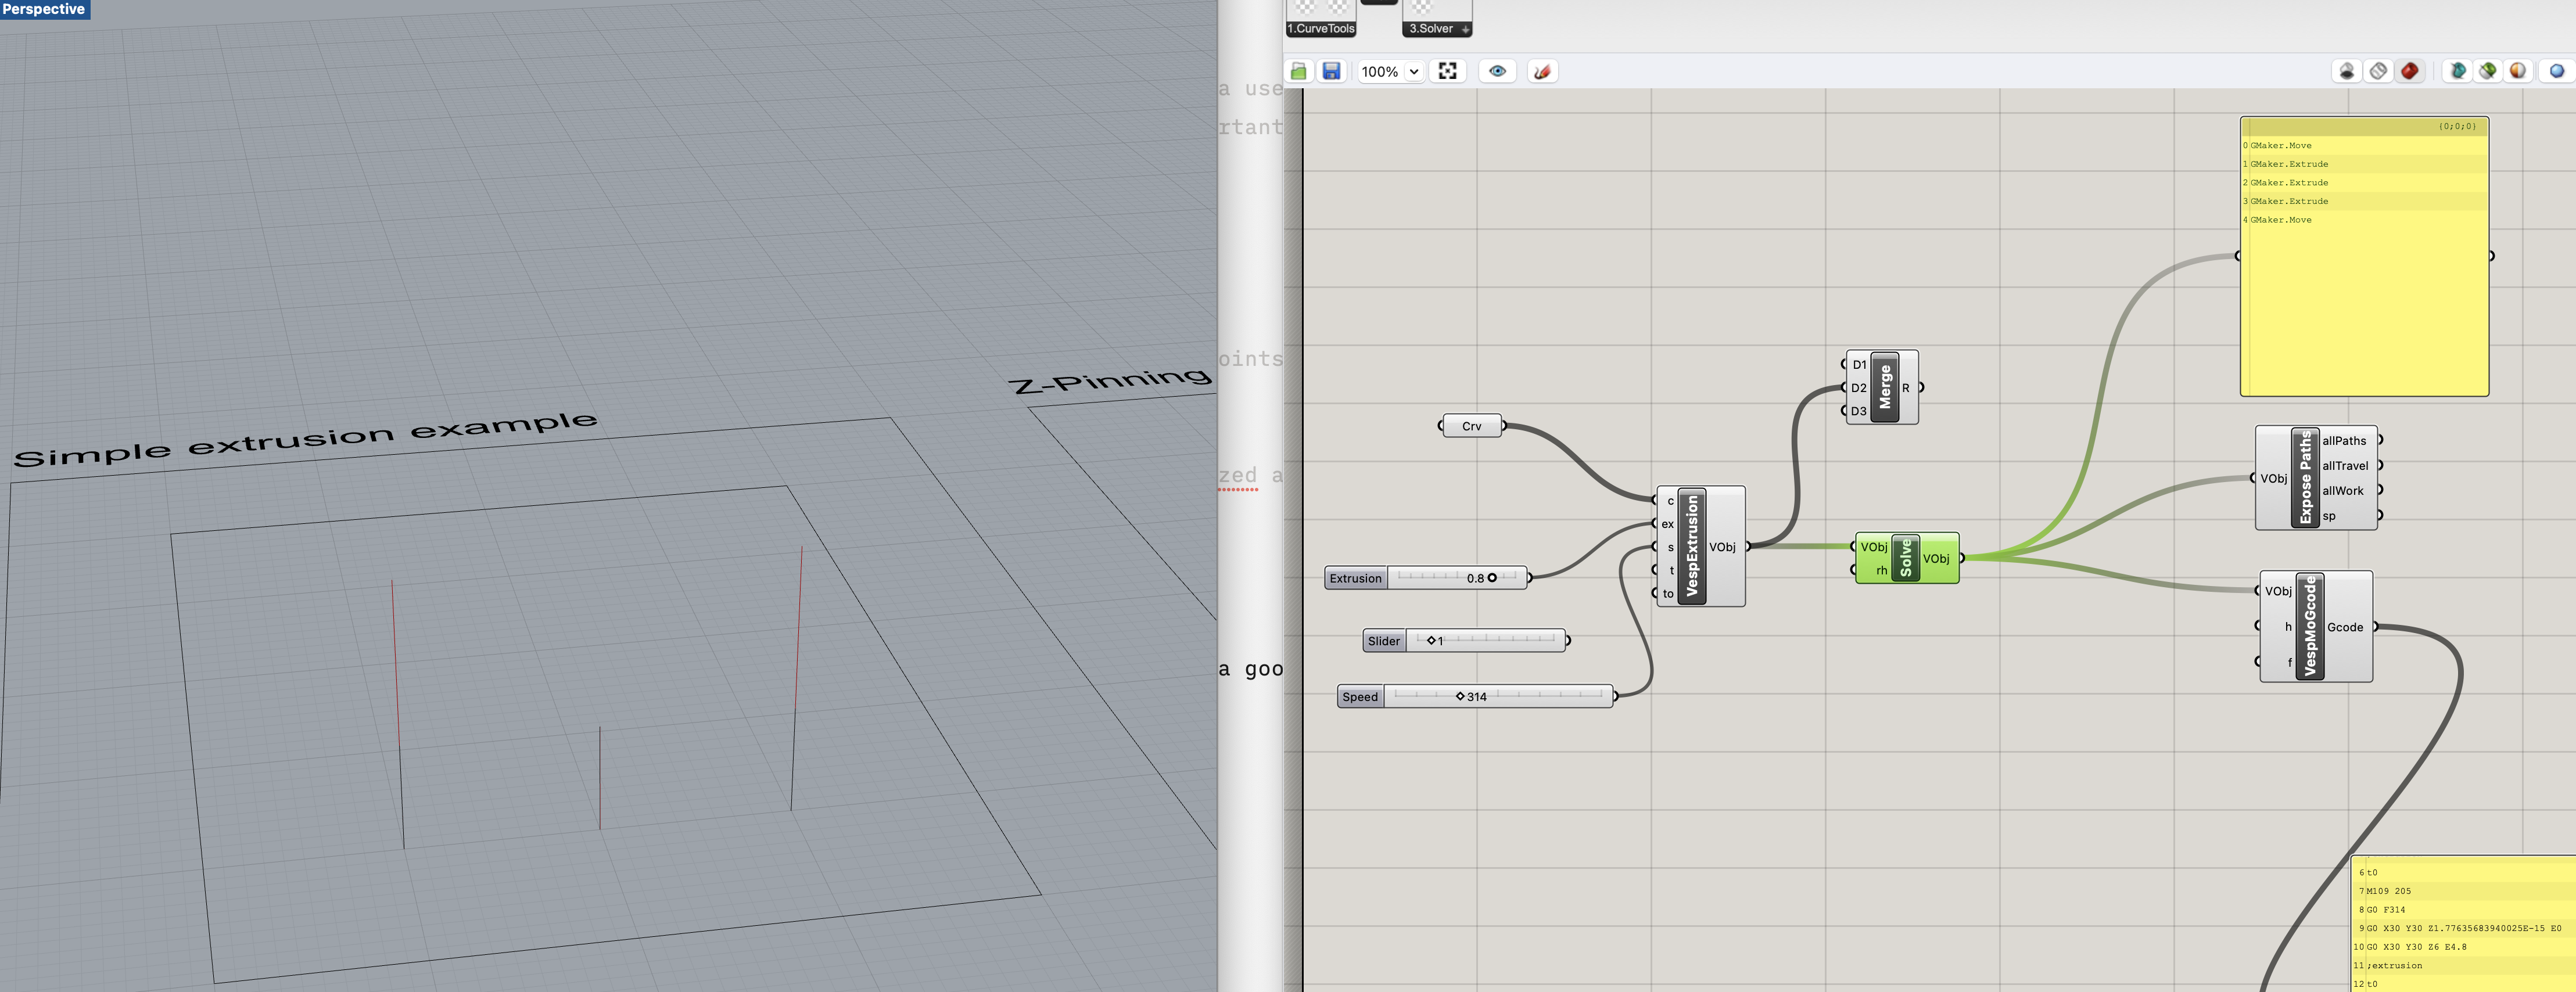 Perspective
Simple extrusion example
Z-Pinning
a use
rtant
oints
zed a
a goo
1.CurveTools
3.Solver
100%
{0;0;0}
0 GMaker.Move
1 GMaker.Extrude
2 GMaker.Extrude
3 GMaker.Extrude
4 GMaker.Move
Crv
D1
D2
D3
Merge
R
c
ex
s
t
to
VespExtrusion
VObj
Extrusion 0.8
Slider 1
Speed 314
VObj
rh
Solve
VObj
VObj
Expose Paths
allPaths
allTravel
allWork
sp
VObj
h
f
VespMoGcode
Gcode
6 t0
7 M109 205
8 G0 F314
9 G0 X30 Y30 Z1.77635683940025E-15 E0
10 G0 X30 Y30 Z6 E4.8
11 ;extrusion
12 t0